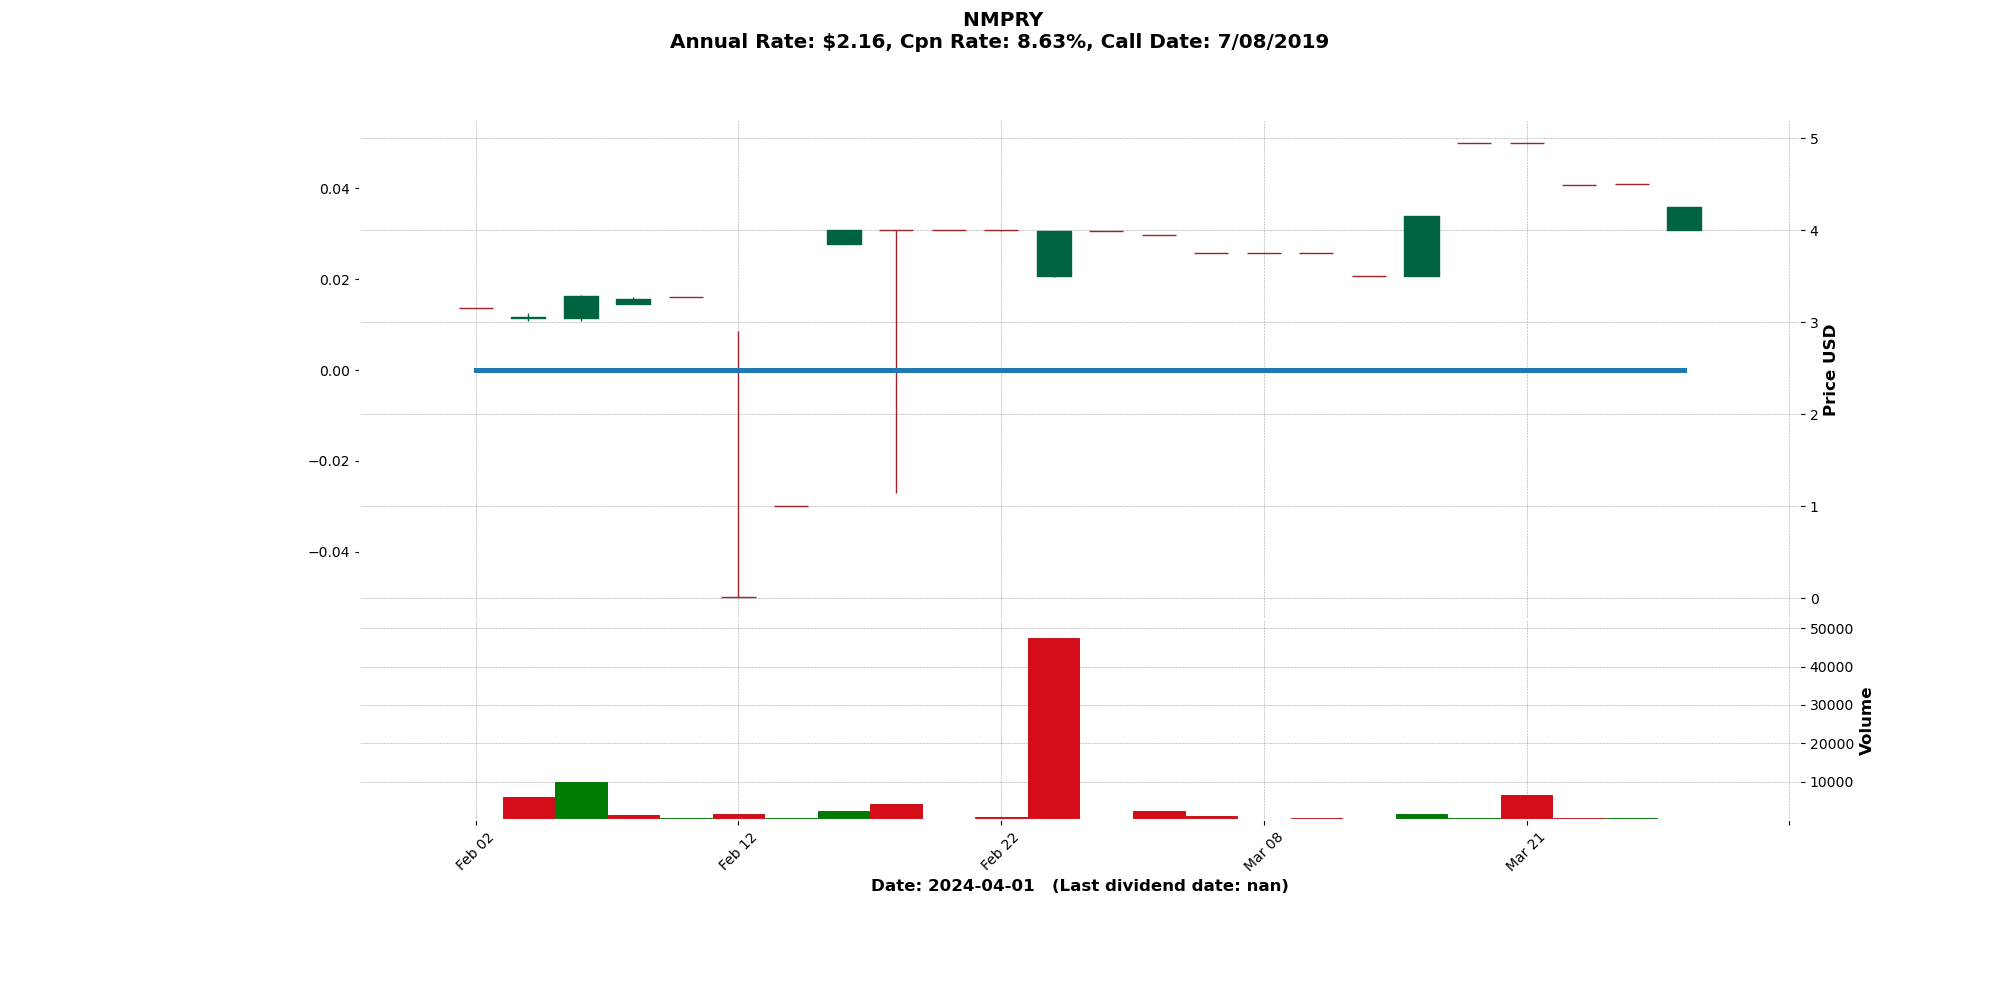 NMPRY
Annual Rate: $2.16, Cpn Rate: 8.63%, Call Date: 7/08/2019
0.04
0.02
0.00
−0.02
−0.04
5
4
3
2
1
0
Price USD
50000
40000
30000
20000
10000
Volume
Feb 02
Feb 12
Feb 22
Mar 08
Mar 21
Date: 2024-04-01   (Last dividend date: nan)